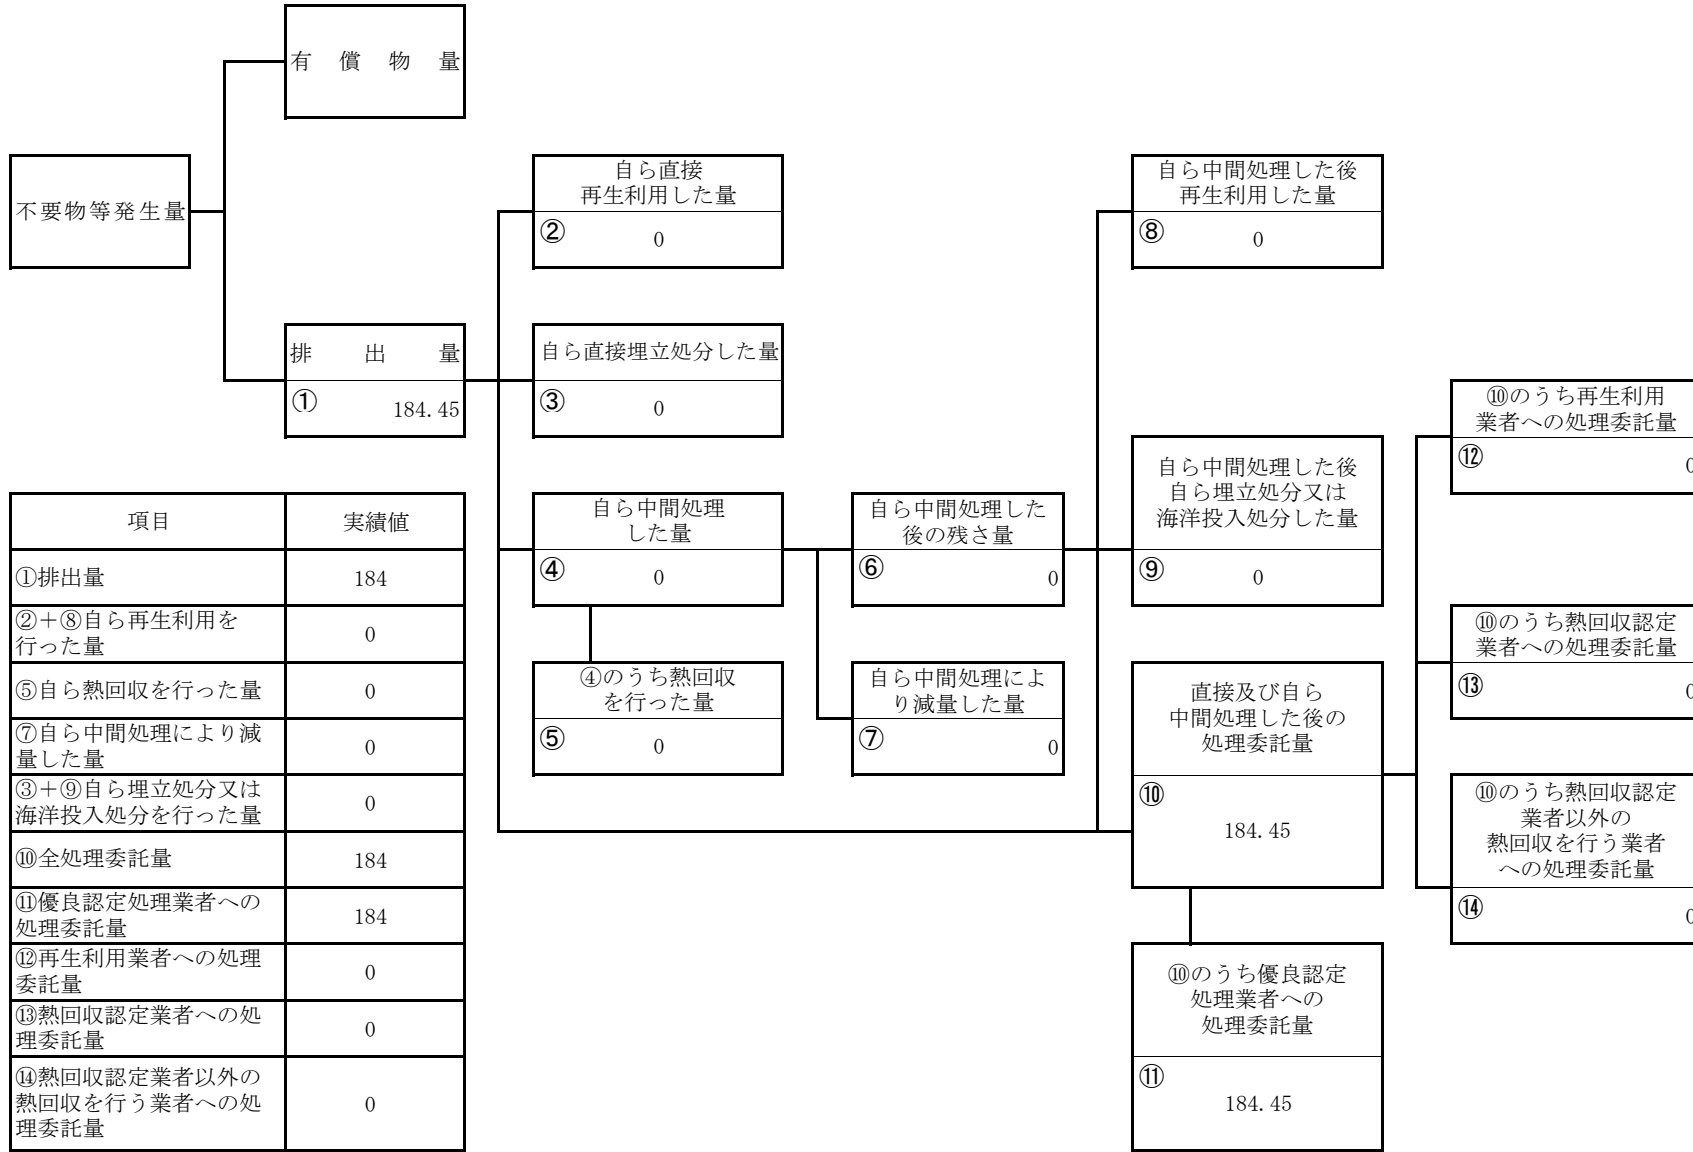 有償物量
不要物等発生量
排出量
① 184.45
自ら直接
再生利用した量
② 0
自ら直接埋立処分した量
③ 0
自ら中間処理
した量
④ 0
④のうち熱回収
を行った量
⑤ 0
自ら中間処理した
後の残さ量
⑥ 0
自ら中間処理によ
り減量した量
⑦ 0
自ら中間処理した後
再生利用した量
⑧ 0
自ら中間処理した後
自ら埋立処分又は
海洋投入処分した量
⑨ 0
直接及び自ら
中間処理した後の
処理委託量
⑩
184.45
⑩のうち優良認定
処理業者への
処理委託量
⑪
184.45
⑩のうち再生利用
業者への処理委託量
⑫ 0
⑩のうち熱回収認定
業者への処理委託量
⑬ 0
⑩のうち熱回収認定
業者以外の
熱回収を行う業者
への処理委託量
⑭ 0
項目 実績値
①排出量 184
②+⑧自ら再生利用を
行った量 0
⑤自ら熱回収を行った量 0
⑦自ら中間処理により減
量した量 0
③+⑨自ら埋立処分又は
海洋投入処分を行った量 0
⑩全処理委託量 184
⑪優良認定処理業者への
処理委託量 184
⑫再生利用業者への処理
委託量 0
⑬熱回収認定業者への処
理委託量 0
⑭熱回収認定業者以外の
熱回収を行う業者への処
理委託量 0